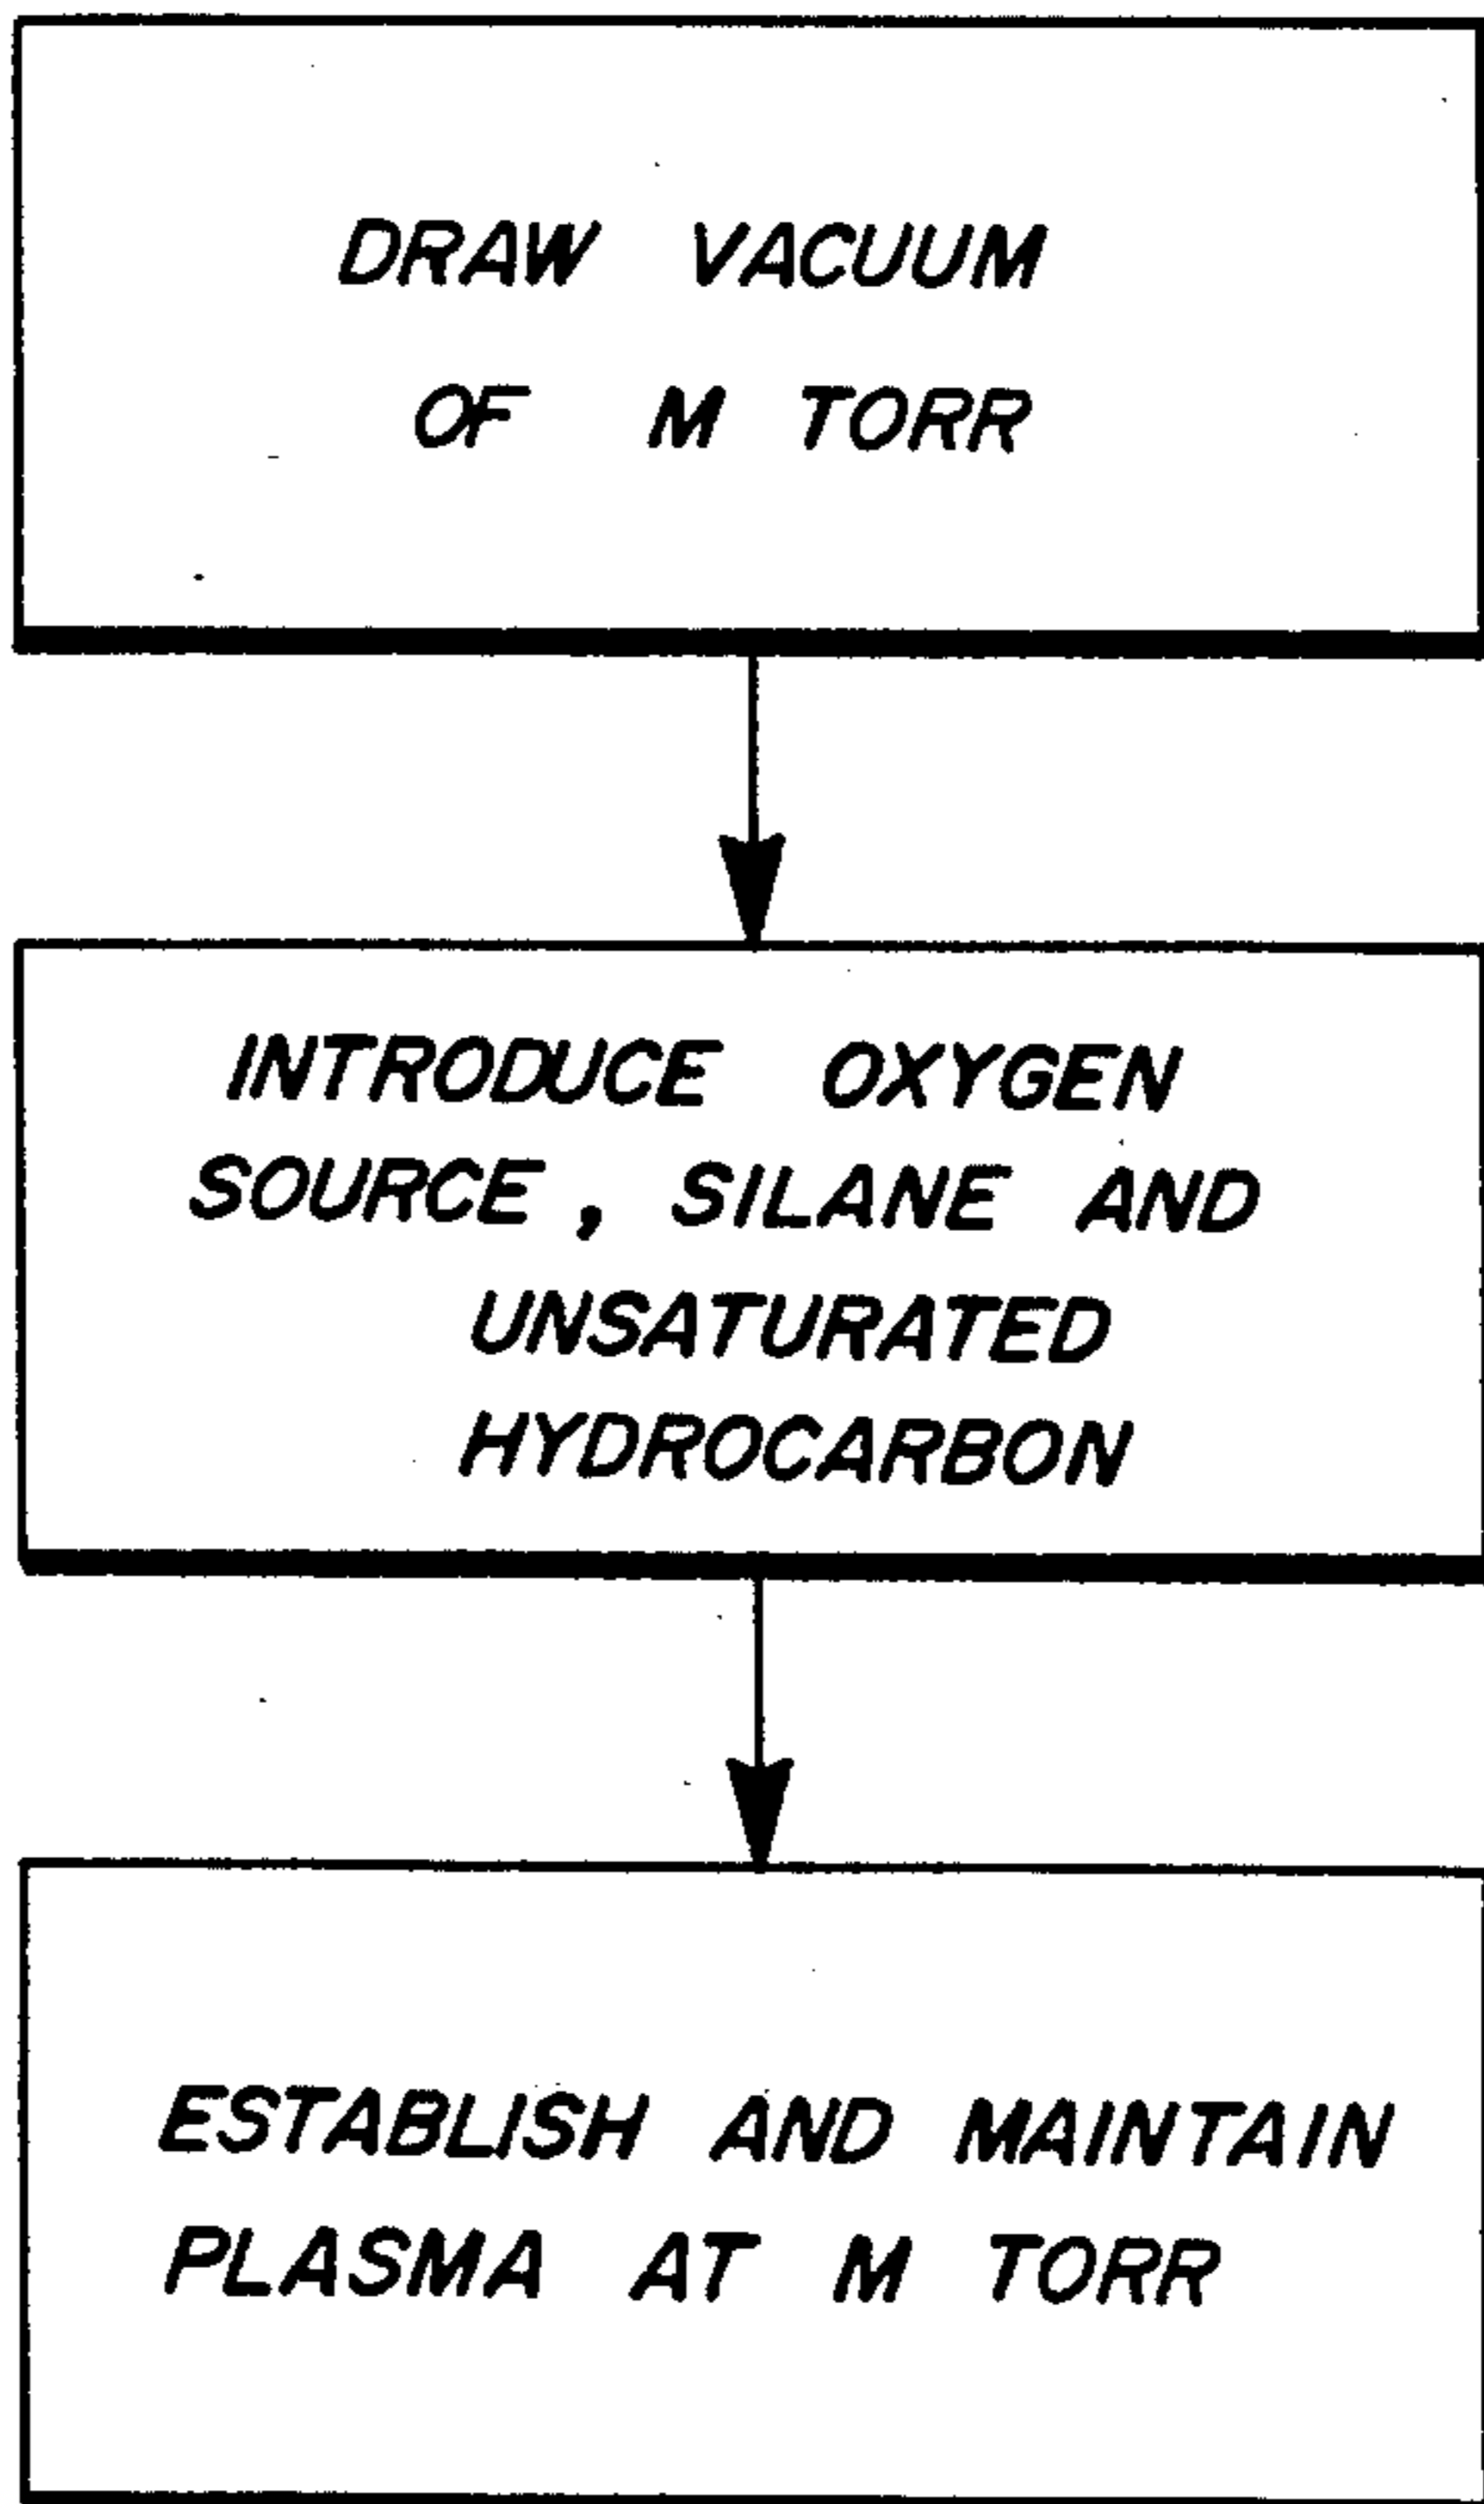 DRAW VACUUM
OF M TORR
INTRODUCE OXYGEN
SOURCE, SILANE AND
UNSATURATED
HYDROCARBON
ESTABLISH AND MAINTAIN
PLASMA AT M TORR